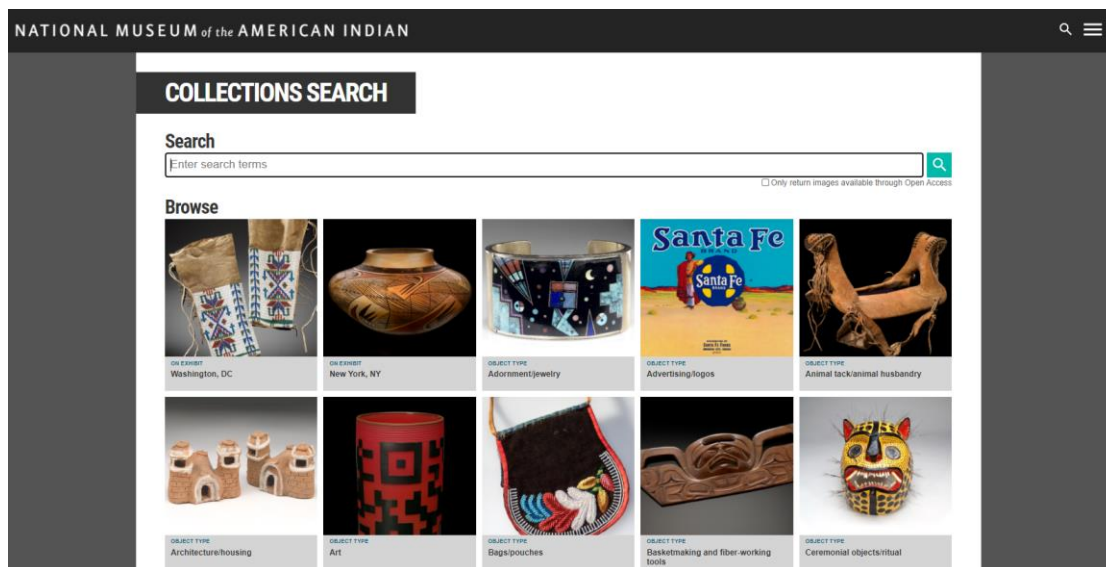 NATIONAL MUSEUM of the AMERICAN INDIAN
COLLECTIONS SEARCH
Search
Enter search terms
Only return images available through Open Access
Browse
Santa Fe
BRAND
Santa Fe
ON EXHIBIT
Washington, DC
ON EXHIBIT
New York, NY
OBJECT TYPE
Adornment/jewelry
OBJECT TYPE
Advertising/logos
OBJECT TYPE
Animal tack/animal husbandry
OBJECT TYPE
Architecture/housing
OBJECT TYPE
Art
OBJECT TYPE
Bags/pouches
OBJECT TYPE
Basketmaking and fiber-working
tools
OBJECT TYPE
Ceremonial objects/ritual